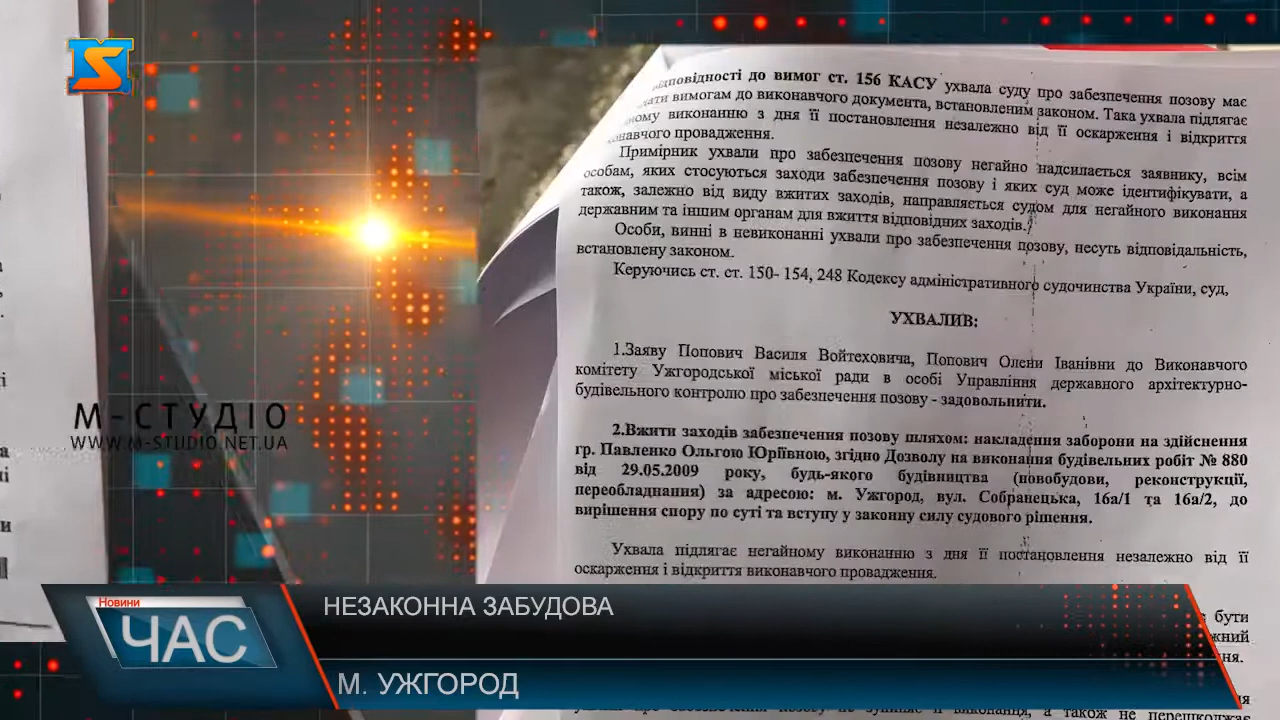 відповідності до вимог ст. 156 КАСУ ухвала суду про забезпечення позову має
вимогам до виконавчого документа, встановленим законом. Така ухвала підлягає
виконанню з дня її постановлення незалежно від її оскарження і відкриття
провадження.
Примірник ухвали про забезпечення позову негайно надсилається заявнику, всім
особам, яких стосуються заходи забезпечення позову і яких суд може ідентифікувати, а
також, залежно від виду вжитих заходів, направляється судом для негайного виконання
державним та іншим органам для вжиття відповідних заходів.
Особи, винні в невиконанні ухвали про забезпечення позову, несуть відповідальність,
встановлену законом.
Керуючись ст. ст. 150- 154, 248 Кодексу адміністративного судочинства України, суд,
УХВАЛИВ:
1.Заяву Попович Василя Войтеховича, Попович Олени Іванівни до Виконавчого
комітету Ужгородської міської ради в особі Управління державного архітектурно-
будівельного контролю про забезпечення позову - задовольнити.
2.Вжити заходів забезпечення позову шляхом: накладення заборони на здійснення
гр. Павленко Ольгою Юріївною, згідно Дозволу на виконання будівельних робіт № 880
від 29.05.2009 року, будь-якого будівництва (новобудови, реконструкції,
переобладнання) за адресою: м. Ужгород, вул. Собранецька, 16а/1 та 16а/2, до
вирішення спору по суті та вступу у законну силу судового рішення.
Ухвала підлягає негайному виконанню з дня її постановлення незалежно від її
оскарження і відкриття виконавчого провадження.
бути
М-СТУДІО
WWW.M-STUDIO.NET.UA
Новини
ЧАС
НЕЗАКОННА ЗАБУДОВА
М. УЖГОРОД